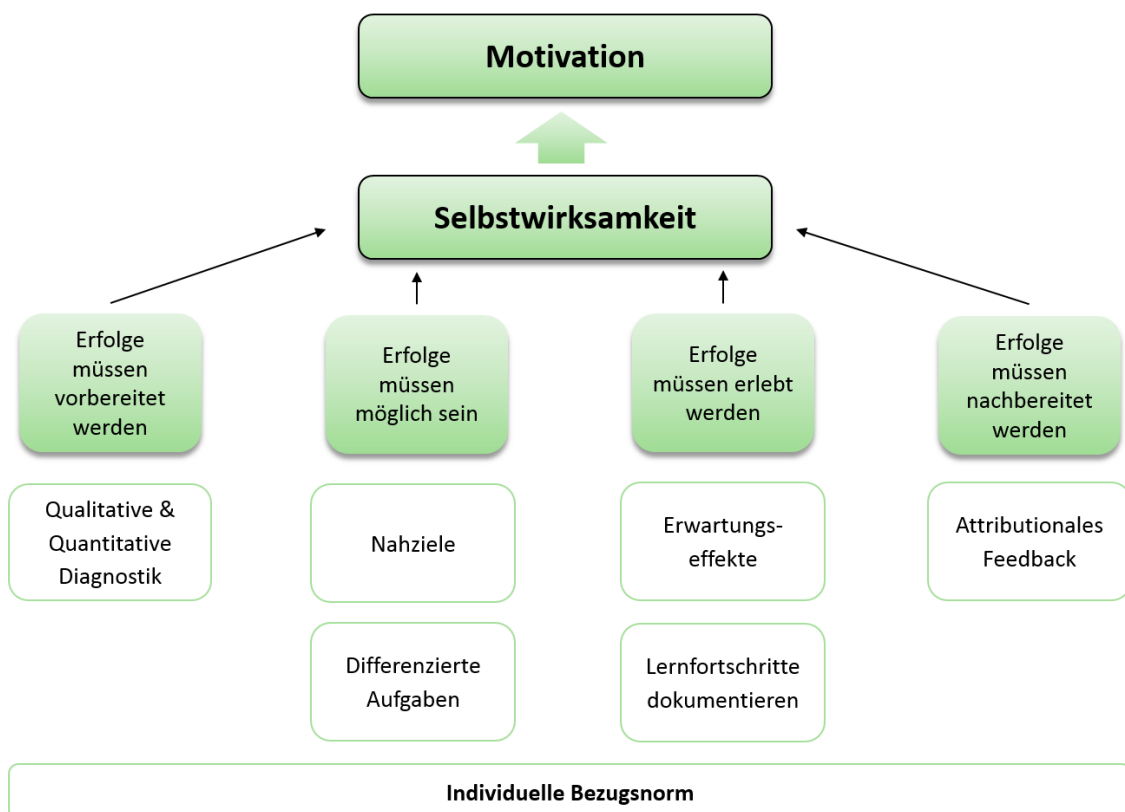 Motivation
Selbstwirksamkeit
Erfolge
müssen
vorbereitet
werden
Erfolge
müssen
möglich sein
Erfolge
müssen erlebt
werden
Erfolge
müssen
nachbereitet
werden
Qualitative &
Quantitative
Diagnostik
Nahziele
Erwartungs-
effekte
Attributionales
Feedback
Differenzierte
Aufgaben
Lernfortschritte
dokumentieren
Individuelle Bezugsnorm